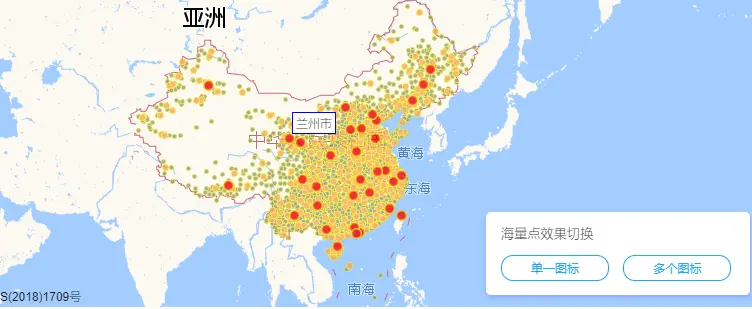 亚洲
兰州市
中
黄海
东海
海量点效果切换
单一图标
多个图标
南海
S(2018)1709号